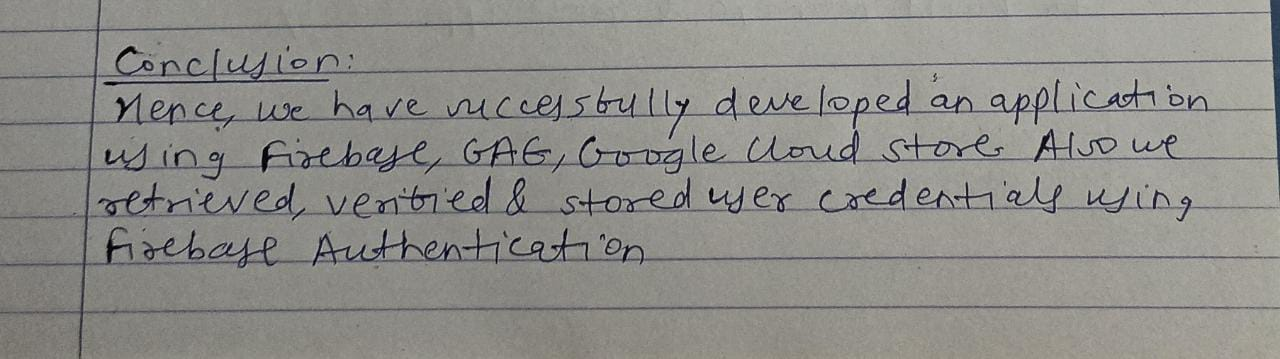 Conclusion:
Hence, we have successfully developed an application
using Firebase, GAE, Google Cloud store. Also we
retrieved, verified & stored user credentials using
Firebase Authentication